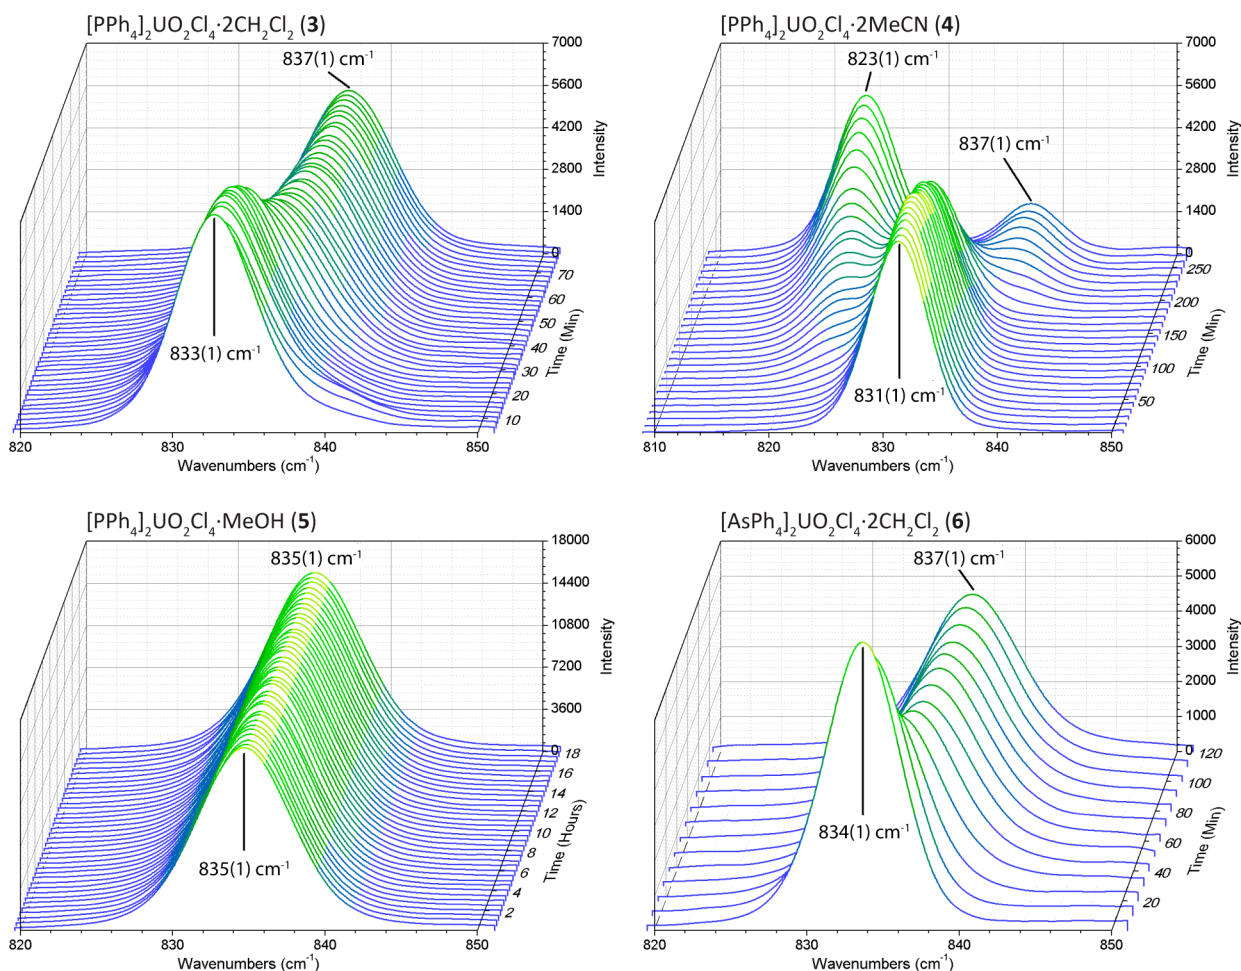 [PPh₄]₂UO₂Cl₄·2CH₂Cl₂ (3)
837(1) cm⁻¹
833(1) cm⁻¹
7000
5600
4200
2800
1400
0
Intensity
70
60
50
40
30
20
10
Time (Min)
820
830
840
850
Wavenumbers (cm⁻¹)
[PPh₄]₂UO₂Cl₄·2MeCN (4)
823(1) cm⁻¹
837(1) cm⁻¹
831(1) cm⁻¹
7000
5600
4200
2800
1400
0
Intensity
250
200
150
100
50
Time (Min)
810
820
830
840
850
Wavenumbers (cm⁻¹)
[PPh₄]₂UO₂Cl₄·MeOH (5)
835(1) cm⁻¹
835(1) cm⁻¹
18000
14400
10800
7200
3600
0
Intensity
18
16
14
12
10
8
6
4
2
Time (Hours)
820
830
840
850
Wavenumbers (cm⁻¹)
[AsPh₄]₂UO₂Cl₄·2CH₂Cl₂ (6)
837(1) cm⁻¹
834(1) cm⁻¹
6000
5000
4000
3000
2000
1000
0
Intensity
120
100
80
60
40
20
Time (Min)
820
830
840
850
Wavenumbers (cm⁻¹)